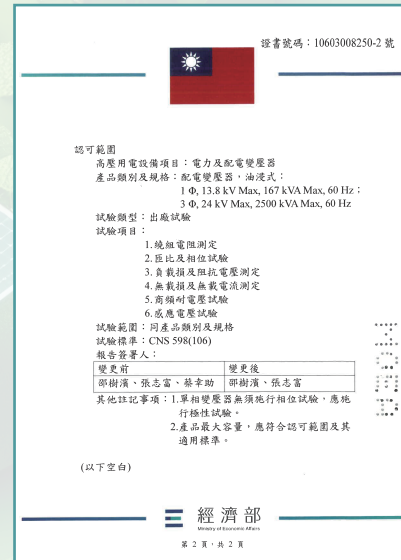 證書號碼：10603008250-2 號
認可範圍
高壓用電設備項目：電力及配電變壓器
產品類別及規格：配電變壓器，油浸式：
1 Φ, 13.8 kV Max, 167 kVA Max, 60 Hz；
3 Φ, 24 kV Max, 2500 kVA Max, 60 Hz
試驗類型：出廠試驗
試驗項目：
1.繞組電阻測定
2.匝比及相位試驗
3.負載損及阻抗電壓測定
4.無載損及無載電流測定
5.商頻耐電壓試驗
6.感應電壓試驗
試驗範圍：同產品類別及規格
試驗標準：CNS 598(106)
報告簽署人：
變更前 變更後
邵樹濱、張志富、蔡幸助 邵樹濱、張志富
其他註記事項：1.單相變壓器無須施行相位試驗，應施
行極性試驗。
2.產品最大容量，應符合認可範圍及其
適用標準。
(以下空白)
經濟部
Ministry of Economic Affairs
第 2 頁，共 2 頁